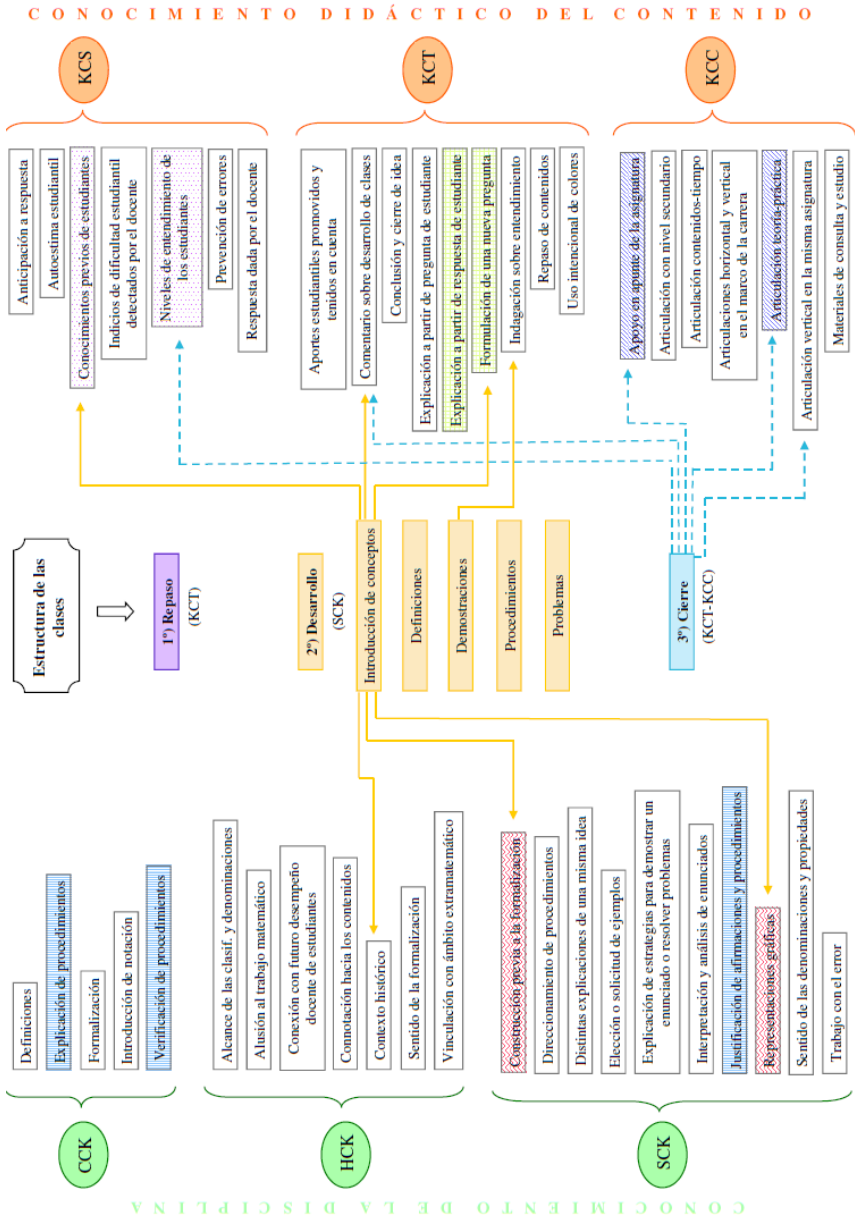 CONOCIMIENTO DE LA DISCIPLINA
CCK
Definiciones
Explicación de procedimientos
Formalización
Introducción de notación
Verificación de procedimientos
HCK
Alcance de las clasif. y denominaciones
Alusión al trabajo matemático
Conexión con futuro desempeño
docente de estudiantes
Connotación hacia los contenidos
Contexto histórico
Sentido de la formalización
Vinculación con ámbito extramatemático
SCK
Construcción previa a la formalización
Direccionamiento de procedimientos
Distintas explicaciones de una misma idea
Elección o solicitud de ejemplos
Explicación de estrategias para demostrar un
enunciado o resolver problemas
Interpretación y análisis de enunciados
Justificación de afirmaciones y procedimientos
Representaciones gráficas
Sentido de las denominaciones y propiedades
Trabajo con el error
Estructura de las
clases
1º) Repaso
(KCT)
2º) Desarrollo
(SCK)
Introducción de conceptos
Definiciones
Demostraciones
Procedimientos
Problemas
3º) Cierre
(KCT-KCC)
Anticipación a respuesta
Autoestima estudiantil
Conocimientos previos de estudiantes
Indicios de dificultad estudiantil
detectados por el docente
Niveles de entendimiento de
los estudiantes
Prevención de errores
Respuesta dada por el docente
KCS
Aportes estudiantiles promovidos y
tenidos en cuenta
Comentario sobre desarrollo de clases
Conclusión y cierre de idea
Explicación a partir de pregunta de estudiante
Explicación a partir de respuesta de estudiante
Formulación de una nueva pregunta
Indagación sobre entendimiento
Repaso de contenidos
Uso intencional de colores
KCT
Apoyo en apunte de la asignatura
Articulación con nivel secundario
Articulación contenidos-tiempo
Articulaciones horizontal y vertical
en el marco de la carrera
Articulación teoría-práctica
Articulación vertical en la misma asignatura
Materiales de consulta y estudio
KCC
CONOCIMIENTO DIDÁCTICO DEL CONTENIDO